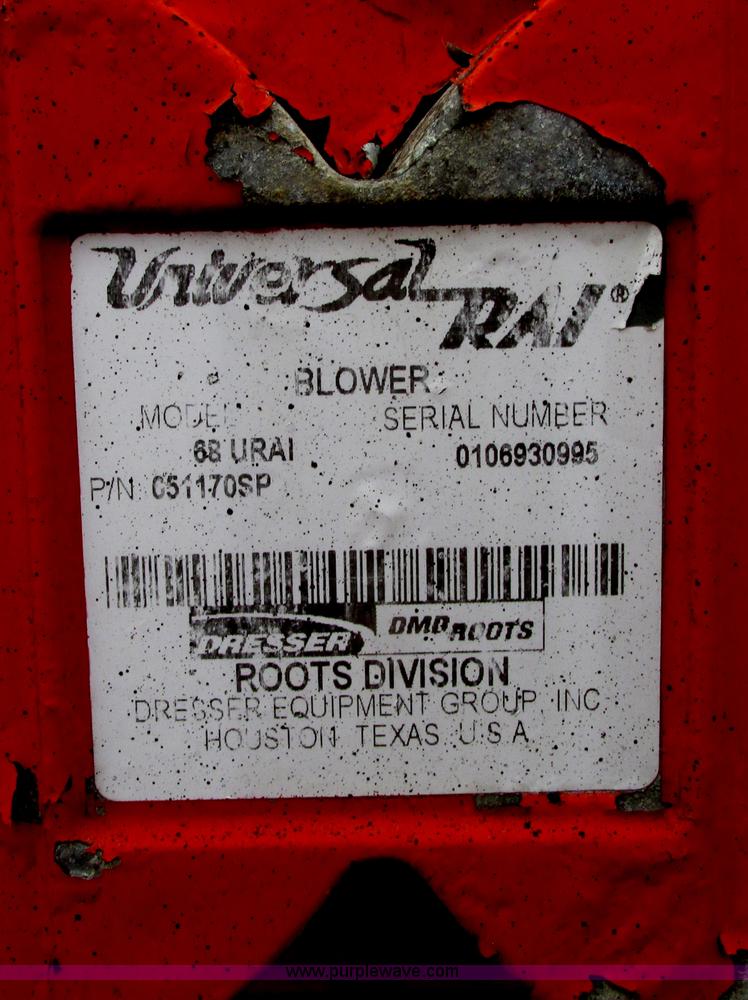 Universal
RAI®
BLOWER
MODEL SERIAL NUMBER
68 URAI 0106930995
P/N 051170SP
DRESSER DMD ROOTS
ROOTS DIVISION
DRESSER EQUIPMENT GROUP, INC.
HOUSTON, TEXAS U.S.A.
www.purplewave.com